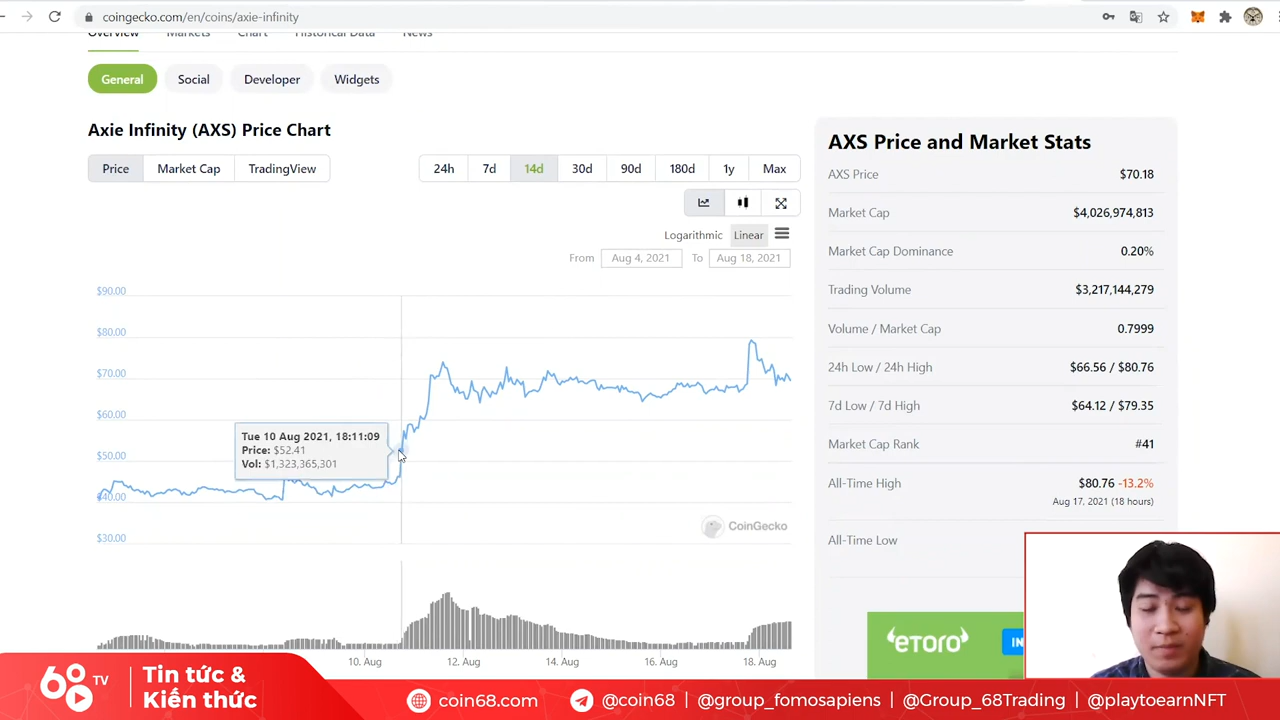 coingecko.com/en/coins/axie-infinity
Overview Markets Chart Historical Data News
General Social Developer Widgets
Axie Infinity (AXS) Price Chart
Price Market Cap TradingView
24h 7d 14d 30d 90d 180d 1y Max
Logarithmic Linear
From Aug 4, 2021 To Aug 18, 2021
$90.00
$80.00
$70.00
$60.00
$50.00
$40.00
$30.00
Tue 10 Aug 2021, 18:11:09
Price: $52.41
Vol: $1,323,365,301
CoinGecko
10. Aug 12. Aug 14. Aug 16. Aug 18. Aug
AXS Price and Market Stats
AXS Price $70.18
Market Cap $4,026,974,813
Market Cap Dominance 0.20%
Trading Volume $3,217,144,279
Volume / Market Cap 0.7999
24h Low / 24h High $66.56 / $80.76
7d Low / 7d High $64.12 / $79.35
Market Cap Rank #41
All-Time High $80.76 -13.2%
Aug 17, 2021 (18 hours)
All-Time Low
eTORO
68 TV
Tin tức &
Kiến thức
coin68.com @coin68 | @group_fomosapiens | @Group_68Trading | @playtoearnNFT